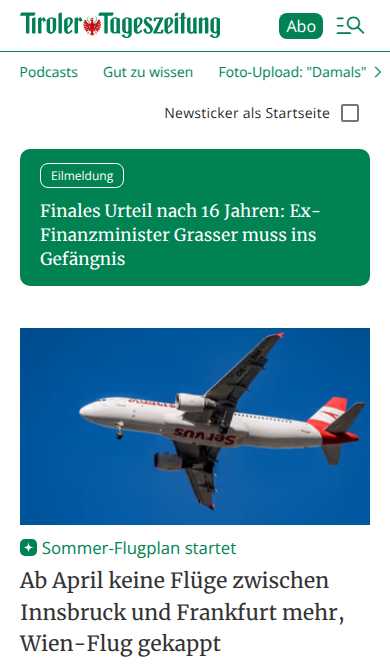 Tiroler Tageszeitung
Abo
Podcasts Gut zu wissen Foto-Upload: "Damals"
Newsticker als Startseite
Eilmeldung
Finales Urteil nach 16 Jahren: Ex-
Finanzminister Grasser muss ins
Gefängnis
Austrian
Servus
Sommer-Flugplan startet
Ab April keine Flüge zwischen
Innsbruck und Frankfurt mehr,
Wien-Flug gekappt